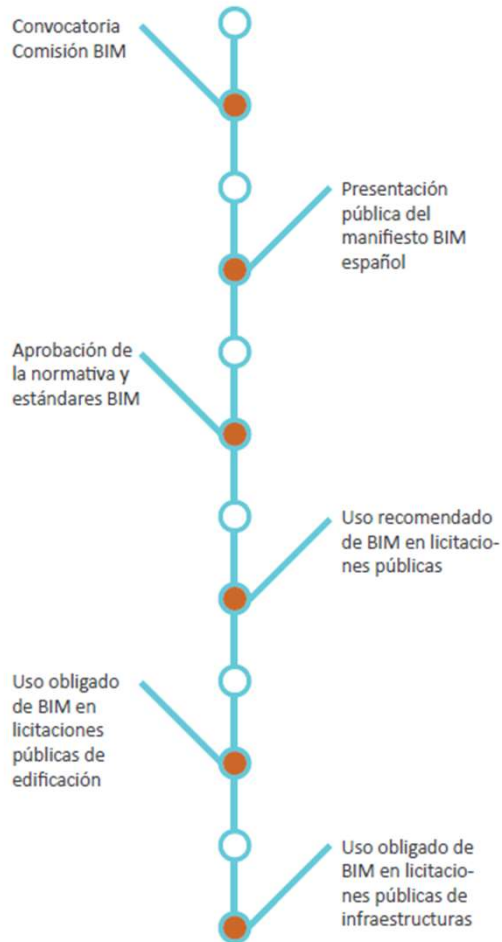 Convocatoria
Comisión BIM
Presentación
pública del
manifiesto BIM
español
Aprobación de
la normativa y
estándares BIM
Uso recomendado
de BIM en licitacio-
nes públicas
Uso obligado
de BIM en
licitaciones
públicas de
edificación
Uso obligado de
BIM en licitacio-
nes públicas de
infraestructuras